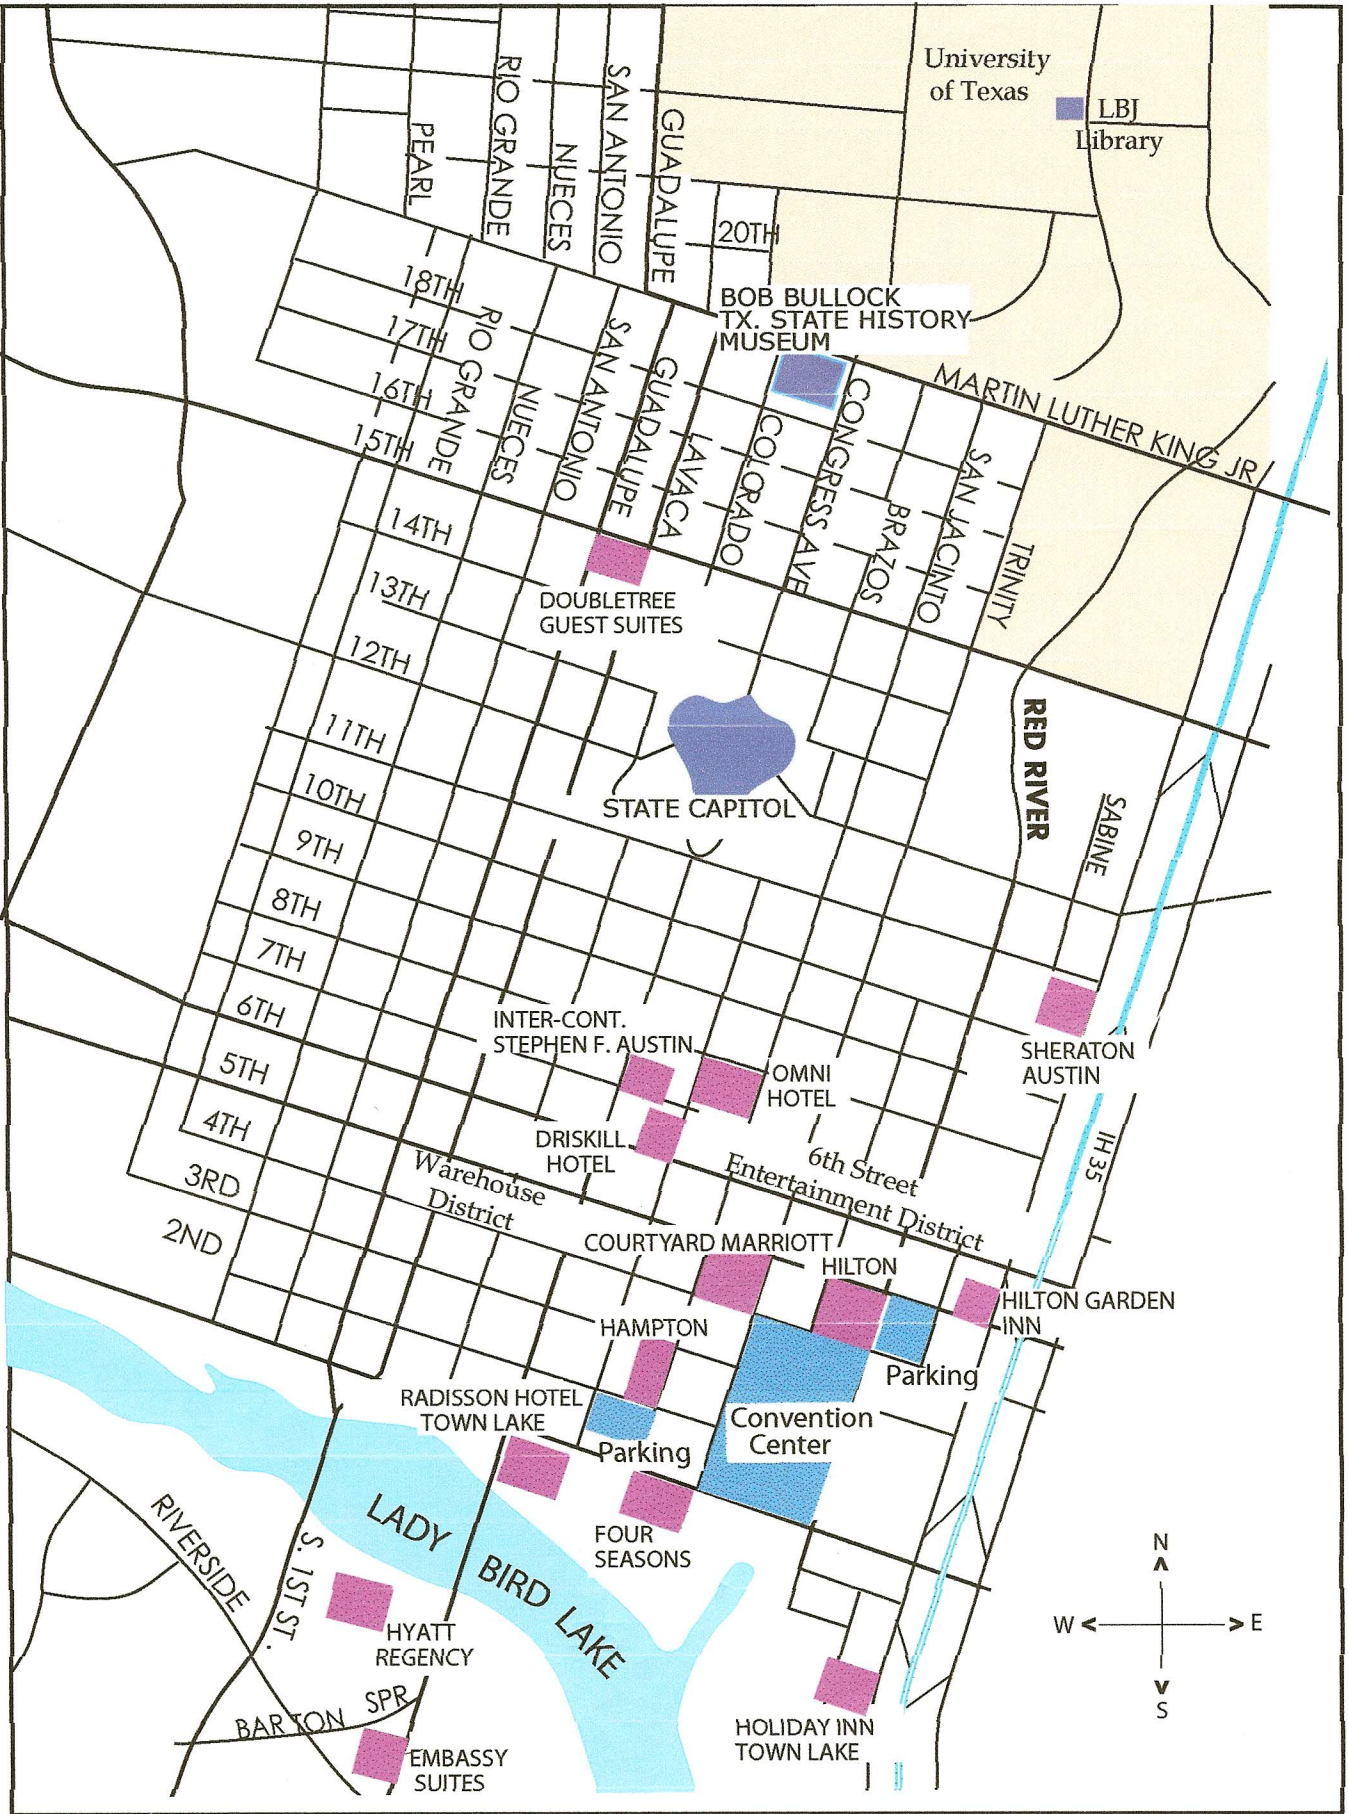 University
of Texas
LBJ
Library
PEARL
RIO GRANDE
NUECES
SAN ANTONIO
GUADALUPE
20TH
BOB BULLOCK
TX. STATE HISTORY
MUSEUM
MARTIN LUTHER KING JR
18TH
17TH
16TH
15TH
RIO GRANDE
NUECES
SAN ANTONIO
GUADALUPE
LAVACA
COLORADO
CONGRESS AVE
BRAZOS
SAN JACINTO
TRINITY
14TH
13TH
12TH
11TH
10TH
9TH
8TH
7TH
6TH
5TH
4TH
3RD
2ND
DOUBLETREE
GUEST SUITES
STATE CAPITOL
RED RIVER
SABINE
INTER-CONT.
STEPHEN F. AUSTIN
OMNI
HOTEL
SHERATON
AUSTIN
DRISKILL
HOTEL
IH 35
Warehouse
District
6th Street
Entertainment District
COURTYARD MARRIOTT
HILTON
HILTON GARDEN
INN
HAMPTON
Parking
RADISSON HOTEL
TOWN LAKE
Convention
Center
Parking
FOUR
SEASONS
LADY BIRD LAKE
RIVERSIDE
S. 1ST ST.
HYATT
REGENCY
BARTON SPR
EMBASSY
SUITES
HOLIDAY INN
TOWN LAKE
N
W
E
S